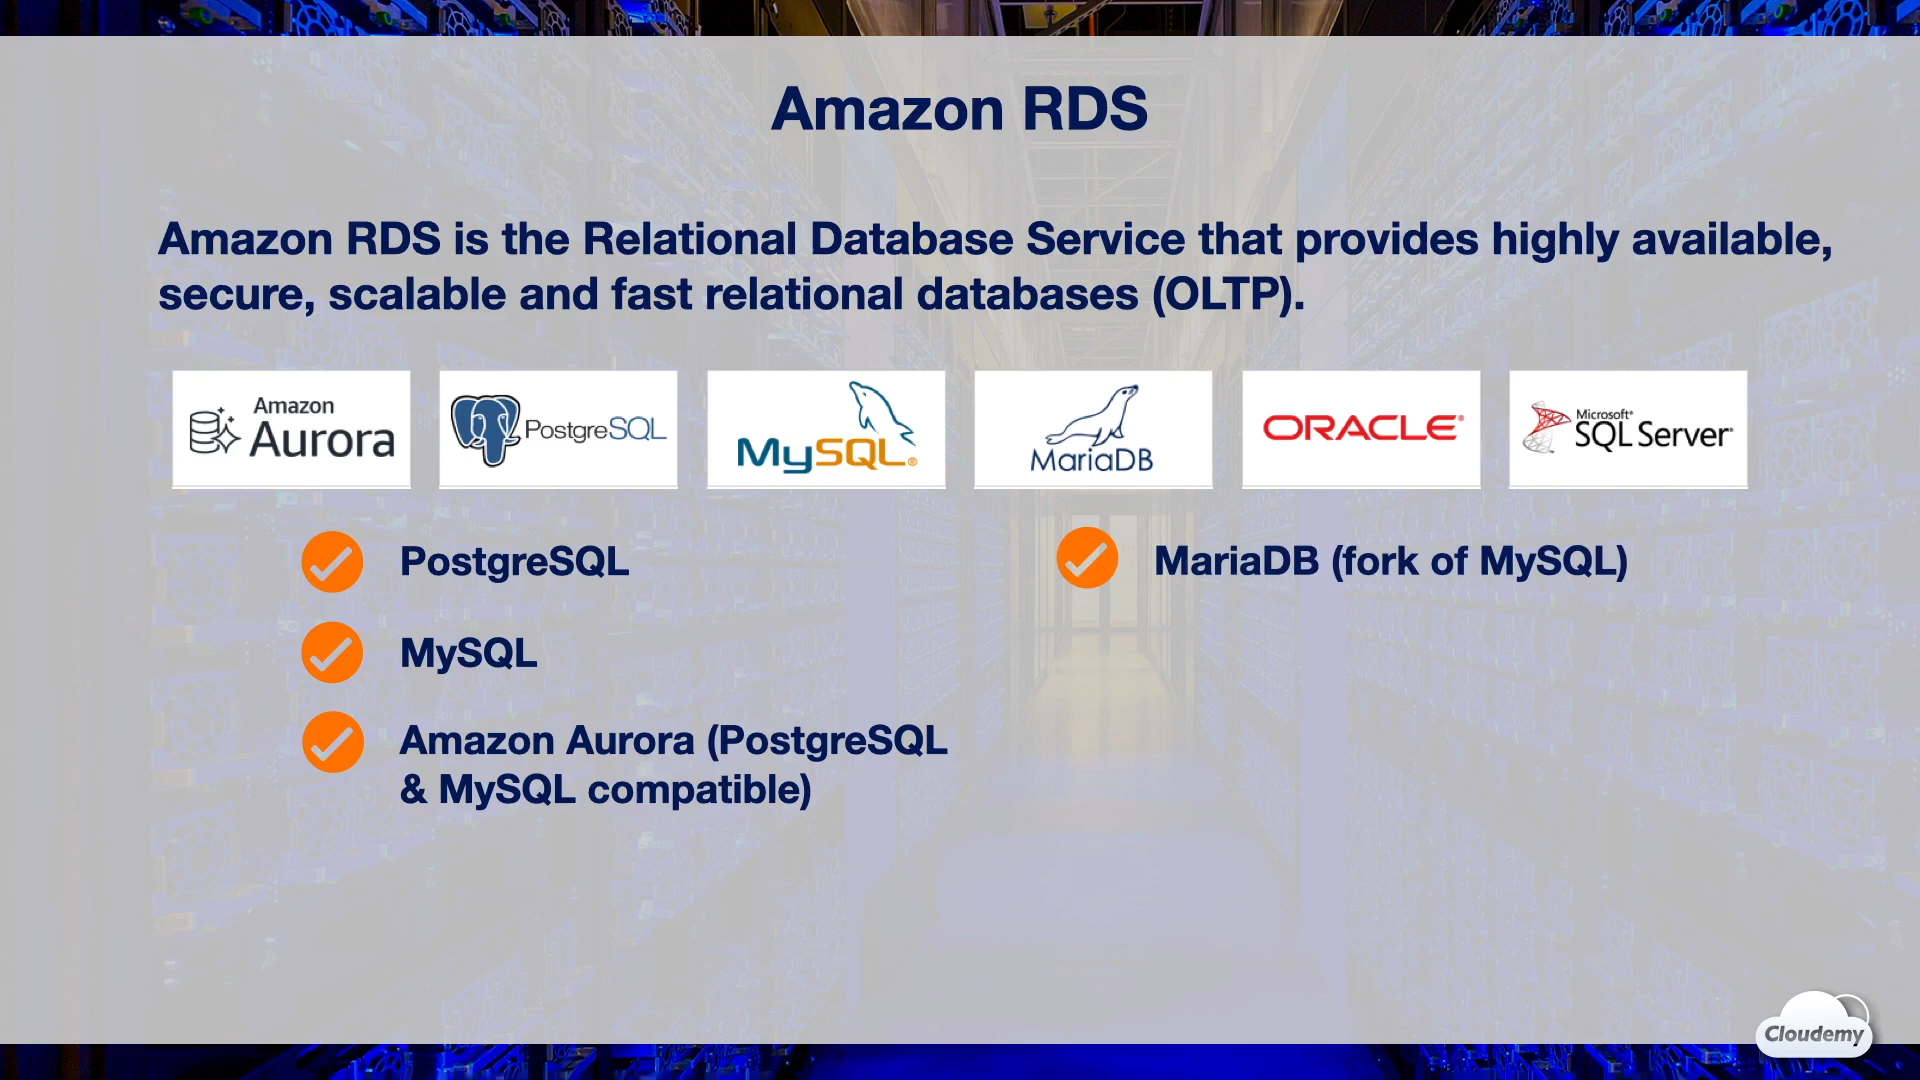 Amazon RDS
Amazon RDS is the Relational Database Service that provides highly available,
secure, scalable and fast relational databases (OLTP).
Amazon
Aurora
PostgreSQL
MySQL®
MariaDB
ORACLE®
Microsoft®
SQL Server®
PostgreSQL
MariaDB (fork of MySQL)
MySQL
Amazon Aurora (PostgreSQL
& MySQL compatible)
Cloudemy